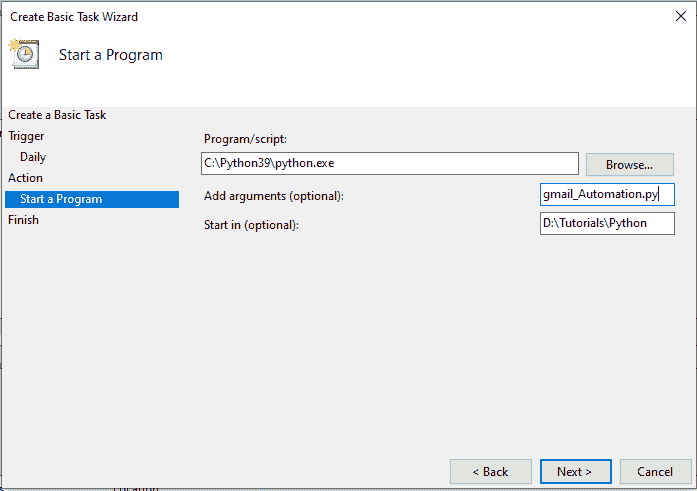 Create Basic Task Wizard
Start a Program
Create a Basic Task
Trigger
Daily
Action
Start a Program
Finish
Program/script:
C:\Python39\python.exe
Browse...
Add arguments (optional):
gmail_Automation.py
Start in (optional):
D:\Tutorials\Python
< Back
Next >
Cancel